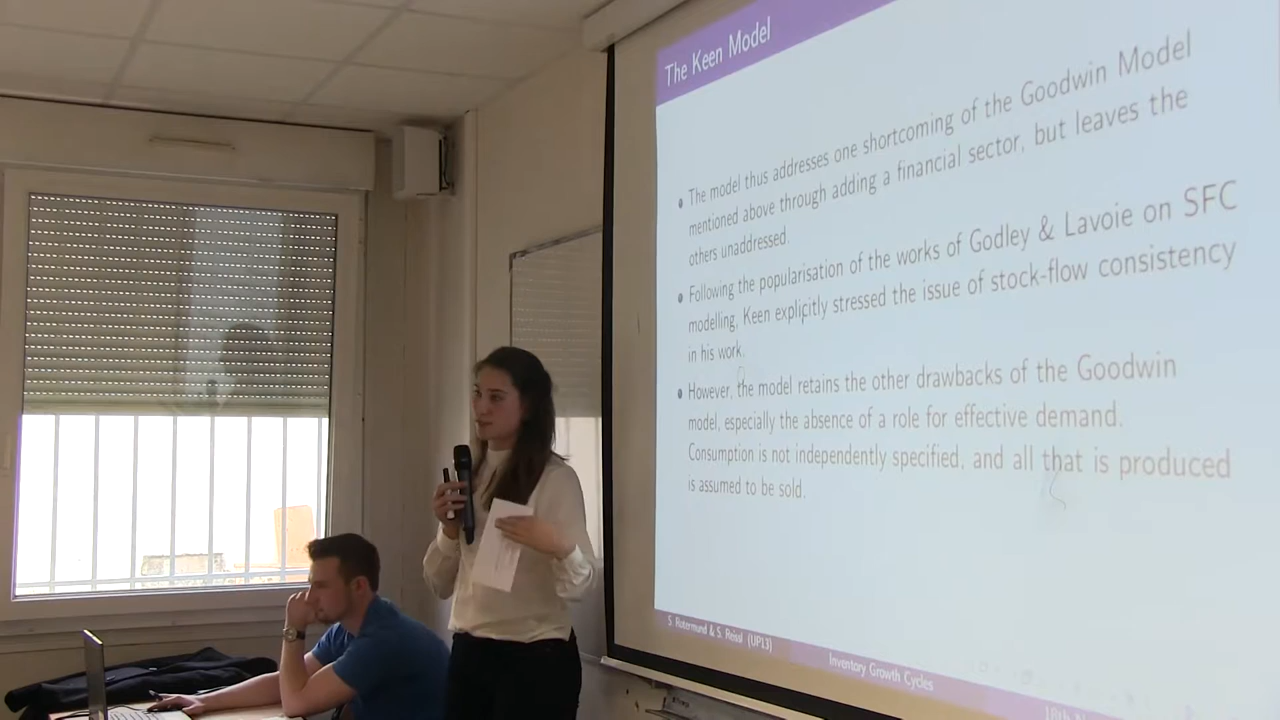 The Keen Model
The model thus addresses one shortcoming of the Goodwin Model
mentioned above through adding a financial sector, but leaves the
others unaddressed.
Following the popularisation of the works of Godley & Lavoie on SFC
modelling, Keen explicitly stressed the issue of stock-flow consistency
in his work.
However, the model retains the other drawbacks of the Goodwin
model, especially the absence of a role for effective demand.
Consumption is not independently specified, and all that is produced
is assumed to be sold.
S. Rotermund & S. Reissl (UP13)
Inventory Growth Cycles